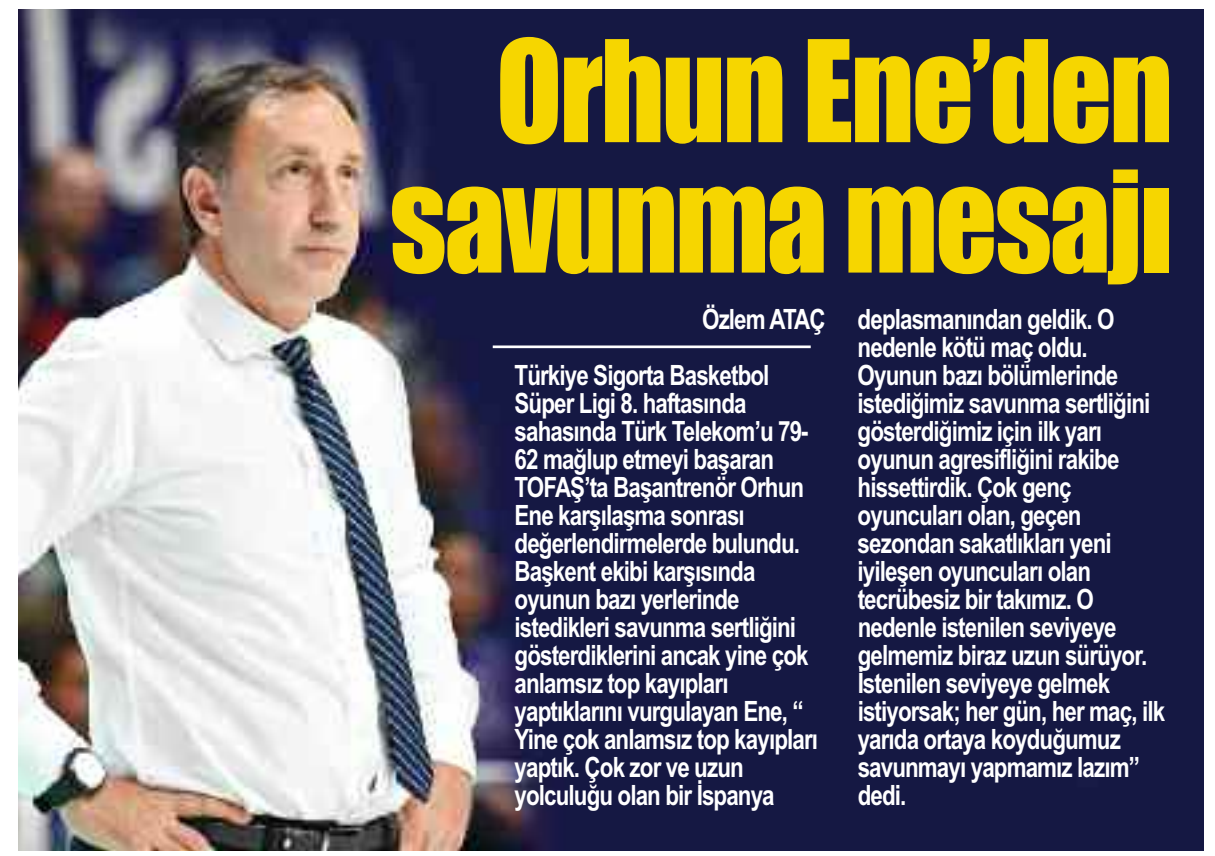 Orhun Ene’den
savunma mesajı
Özlem ATAÇ
Türkiye Sigorta Basketbol
Süper Ligi 8. haftasında
sahasında Türk Telekom’u 79-
62 mağlup etmeyi başaran
TOFAŞ’ta Başantrenör Orhun
Ene karşılaşma sonrası
değerlendirmelerde bulundu.
Başkent ekibi karşısında
oyunun bazı yerlerinde
istedikleri savunma sertliğini
gösterdiklerini ancak yine çok
anlamsız top kayıpları
yaptıklarını vurgulayan Ene, “
Yine çok anlamsız top kayıpları
yaptık. Çok zor ve uzun
yolculuğu olan bir İspanya
deplasmanından geldik. O
nedenle kötü maç oldu.
Oyunun bazı bölümlerinde
istediğimiz savunma sertliğini
gösterdiğimiz için ilk yarı
oyunun agresifliğini rakibe
hissettirdik. Çok genç
oyuncuları olan, geçen
sezondan sakatlıkları yeni
iyileşen oyuncuları olan
tecrübesiz bir takımız. O
nedenle istenilen seviyeye
gelmemiz biraz uzun sürüyor.
İstenilen seviyeye gelmek
istiyorsak; her gün, her maç, ilk
yarıda ortaya koyduğumuz
savunmayı yapmamız lazım”
dedi.